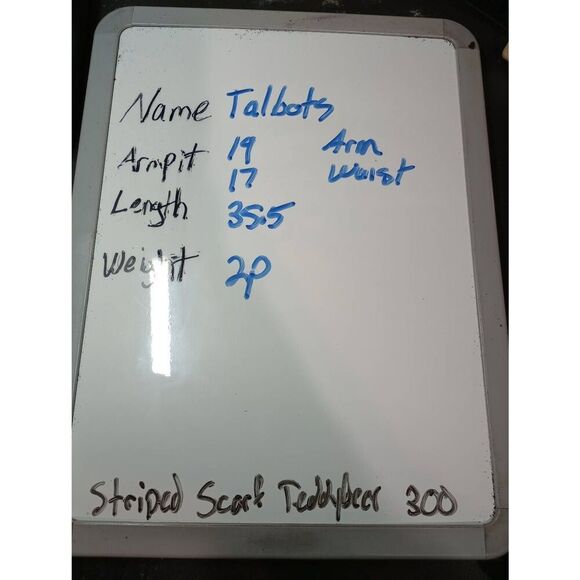 Name Talbots
Armpit 19 Arm
17 Waist
Length 35.5
Weight 2p
Striped Scarf Teddybear 300